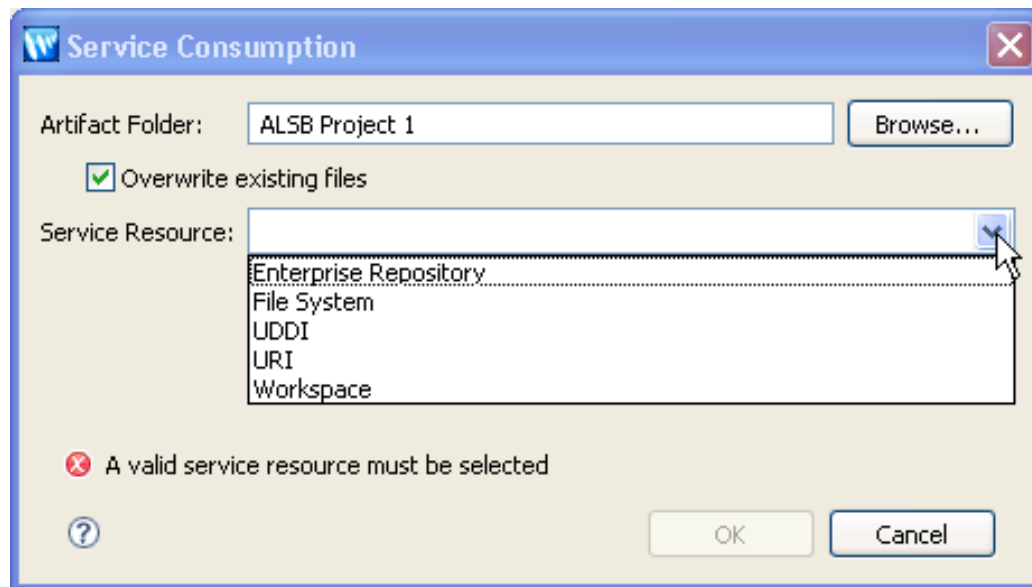 Service Consumption
Artifact Folder: ALSB Project 1 Browse...
Overwrite existing files
Service Resource:
Enterprise Repository
File System
UDDI
URI
Workspace
A valid service resource must be selected
OK Cancel